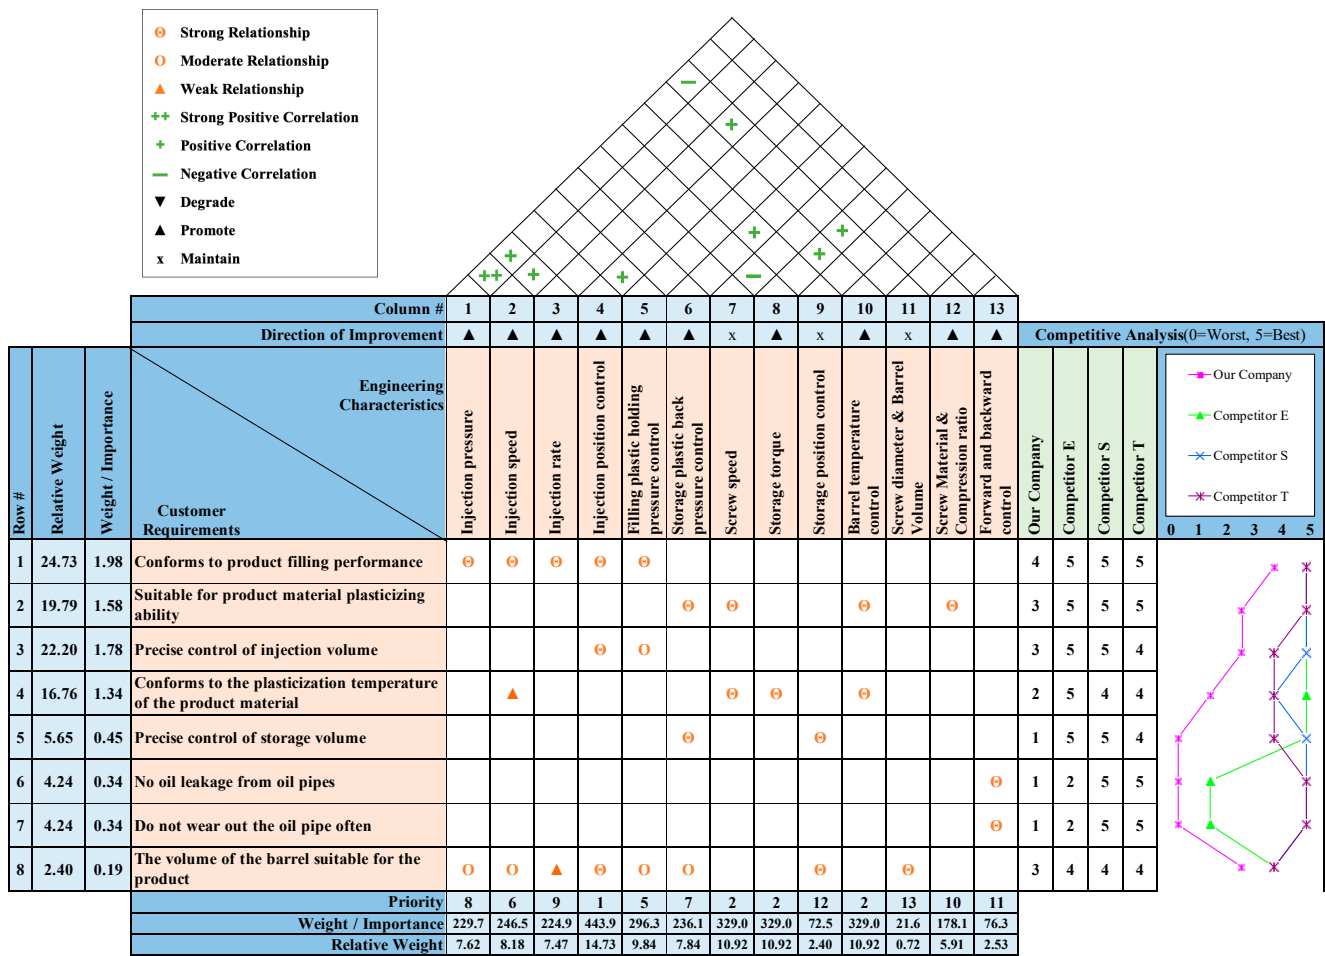 Θ Strong Relationship
O Moderate Relationship
▲ Weak Relationship
++ Strong Positive Correlation
+ Positive Correlation
— Negative Correlation
▼ Degrade
▲ Promote
x Maintain
Column # 1 2 3 4 5 6 7 8 9 10 11 12 13
Direction of Improvement ▲ ▲ ▲ ▲ ▲ ▲ x ▲ x ▲ x ▲ ▲
Competitive Analysis(0=Worst, 5=Best)
Row #
Relative Weight
Weight / Importance
Engineering
Characteristics
Customer
Requirements
Injection pressure
Injection speed
Injection rate
Injection position control
Filling plastic holding
pressure control
Storage plastic back
pressure control
Screw speed
Storage torque
Storage position control
Barrel temperature
control
Screw diameter & Barrel
Volume
Screw Material &
Compression ratio
Forward and backward
control
Our Company
Competitor E
Competitor S
Competitor T
Our Company
Competitor E
Competitor S
Competitor T
0 1 2 3 4 5
1 24.73 1.98 Conforms to product filling performance Θ Θ Θ Θ Θ 4 5 5 5
2 19.79 1.58 Suitable for product material plasticizing
ability Θ Θ Θ Θ 3 5 5 5
3 22.20 1.78 Precise control of injection volume Θ O 3 5 5 4
4 16.76 1.34 Conforms to the plasticization temperature
of the product material ▲ Θ Θ Θ 2 5 4 4
5 5.65 0.45 Precise control of storage volume Θ Θ 1 5 5 4
6 4.24 0.34 No oil leakage from oil pipes Θ 1 2 5 5
7 4.24 0.34 Do not wear out the oil pipe often Θ 1 2 5 5
8 2.40 0.19 The volume of the barrel suitable for the
product O O ▲ Θ O O Θ Θ 3 4 4 4
Priority 8 6 9 1 5 7 2 2 12 2 13 10 11
Weight / Importance 229.7 246.5 224.9 443.9 296.3 236.1 329.0 329.0 72.5 329.0 21.6 178.1 76.3
Relative Weight 7.62 8.18 7.47 14.73 9.84 7.84 10.92 10.92 2.40 10.92 0.72 5.91 2.53